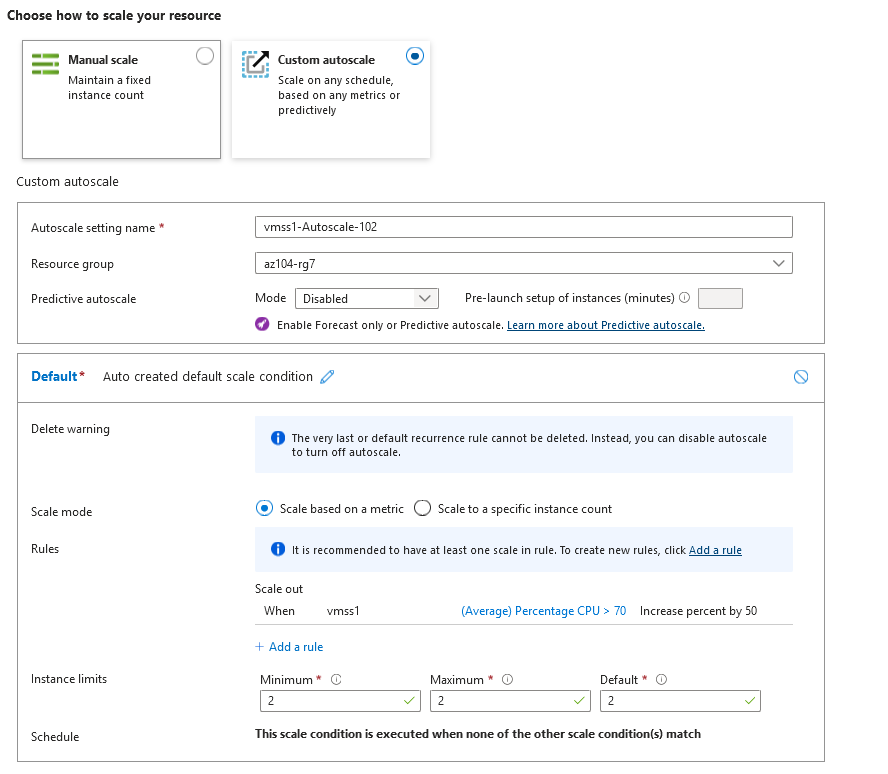 Choose how to scale your resource
Manual scale
Maintain a fixed
instance count
Custom autoscale
Scale on any schedule,
based on any metrics or
predictively
Custom autoscale
Autoscale setting name *
vmss1-Autoscale-102
Resource group
az104-rg7
Predictive autoscale
Mode
Disabled
Pre-launch setup of instances (minutes)
Enable Forecast only or Predictive autoscale. Learn more about Predictive autoscale.
Default* Auto created default scale condition
Delete warning
The very last or default recurrence rule cannot be deleted. Instead, you can disable autoscale
to turn off autoscale.
Scale mode
Scale based on a metric
Scale to a specific instance count
Rules
It is recommended to have at least one scale in rule. To create new rules, click Add a rule
Scale out
When vmss1 (Average) Percentage CPU > 70 Increase percent by 50
+ Add a rule
Instance limits
Minimum * Maximum * Default *
2 2 2
Schedule
This scale condition is executed when none of the other scale condition(s) match